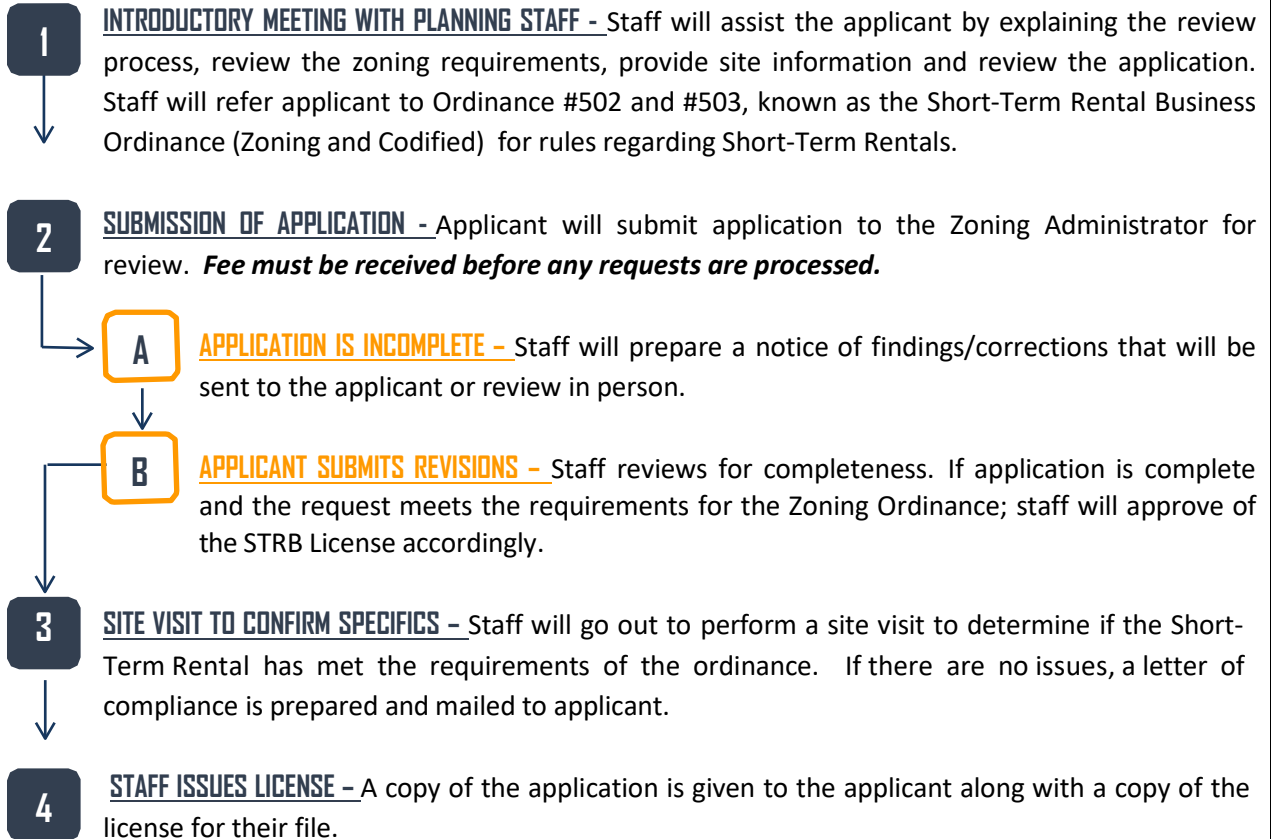 1
INTRODUCTORY MEETING WITH PLANNING STAFF - Staff will assist the applicant by explaining the review
process, review the zoning requirements, provide site information and review the application.
Staff will refer applicant to Ordinance #502 and #503, known as the Short-Term Rental Business
Ordinance (Zoning and Codified) for rules regarding Short-Term Rentals.
2
SUBMISSION OF APPLICATION - Applicant will submit application to the Zoning Administrator for
review. Fee must be received before any requests are processed.
A
APPLICATION IS INCOMPLETE – Staff will prepare a notice of findings/corrections that will be
sent to the applicant or review in person.
B
APPLICANT SUBMITS REVISIONS – Staff reviews for completeness. If application is complete
and the request meets the requirements for the Zoning Ordinance; staff will approve of
the STRB License accordingly.
3
SITE VISIT TO CONFIRM SPECIFICS – Staff will go out to perform a site visit to determine if the Short-
Term Rental has met the requirements of the ordinance. If there are no issues, a letter of
compliance is prepared and mailed to applicant.
4
STAFF ISSUES LICENSE – A copy of the application is given to the applicant along with a copy of the
license for their file.